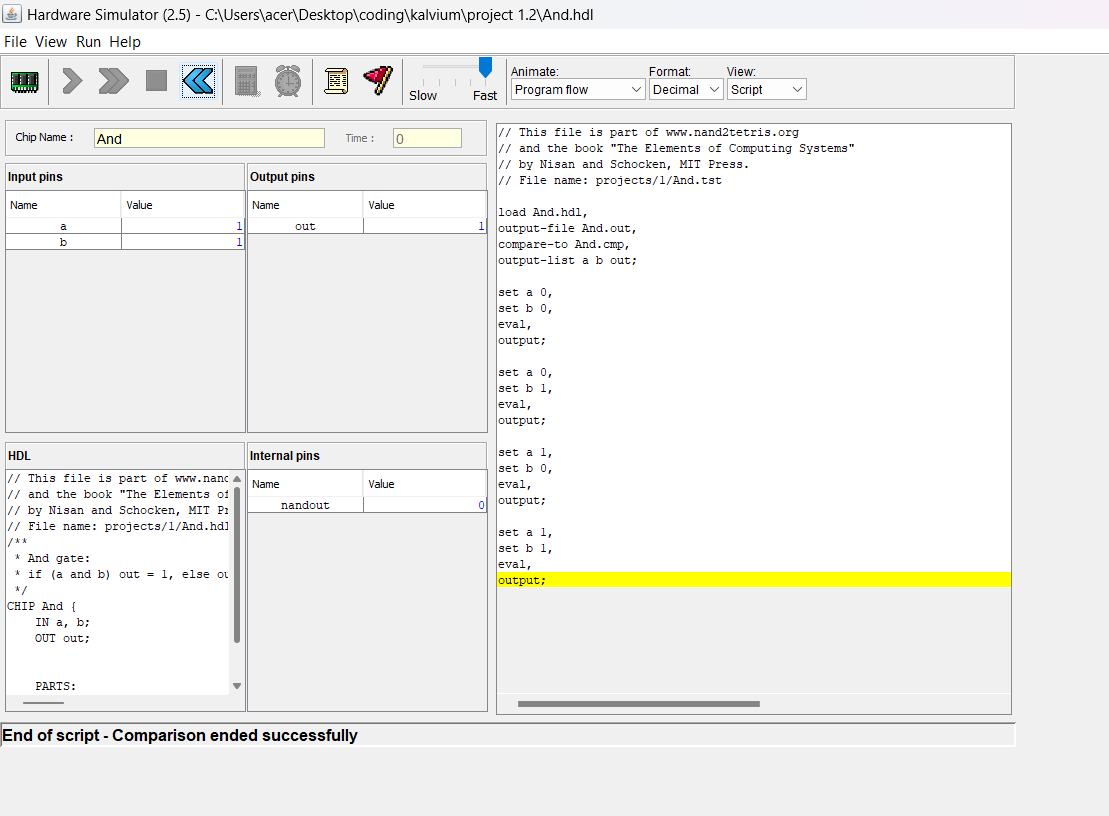 Hardware Simulator (2.5) - C:\Users\acer\Desktop\coding\kalvium\project 1.2\And.hdl
File View Run Help
Slow Fast
Animate: Format: View:
Program flow Decimal Script
Chip Name : And Time : 0
Input pins
Name Value
a 1
b 1
Output pins
Name Value
out 1
HDL
// This file is part of www.nand
// and the book "The Elements of
// by Nisan and Schocken, MIT Pr
// File name: projects/1/And.hdl
/**
* And gate:
* if (a and b) out = 1, else ou
*/
CHIP And {
IN a, b;
OUT out;
PARTS:
Internal pins
Name Value
nandout 0
// This file is part of www.nand2tetris.org
// and the book "The Elements of Computing Systems"
// by Nisan and Schocken, MIT Press.
// File name: projects/1/And.tst
load And.hdl,
output-file And.out,
compare-to And.cmp,
output-list a b out;
set a 0,
set b 0,
eval,
output;
set a 0,
set b 1,
eval,
output;
set a 1,
set b 0,
eval,
output;
set a 1,
set b 1,
eval,
output;
End of script - Comparison ended successfully